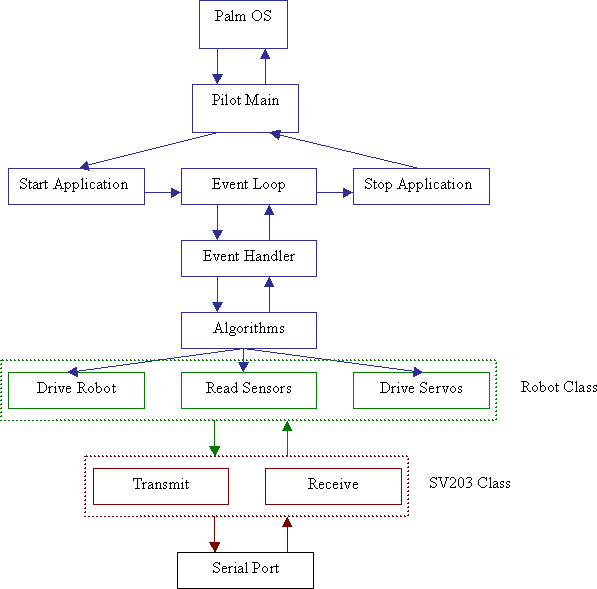 Palm OS
Pilot Main
Start Application
Event Loop
Stop Application
Event Handler
Algorithms
Drive Robot
Read Sensors
Drive Servos
Robot Class
Transmit
Receive
SV203 Class
Serial Port